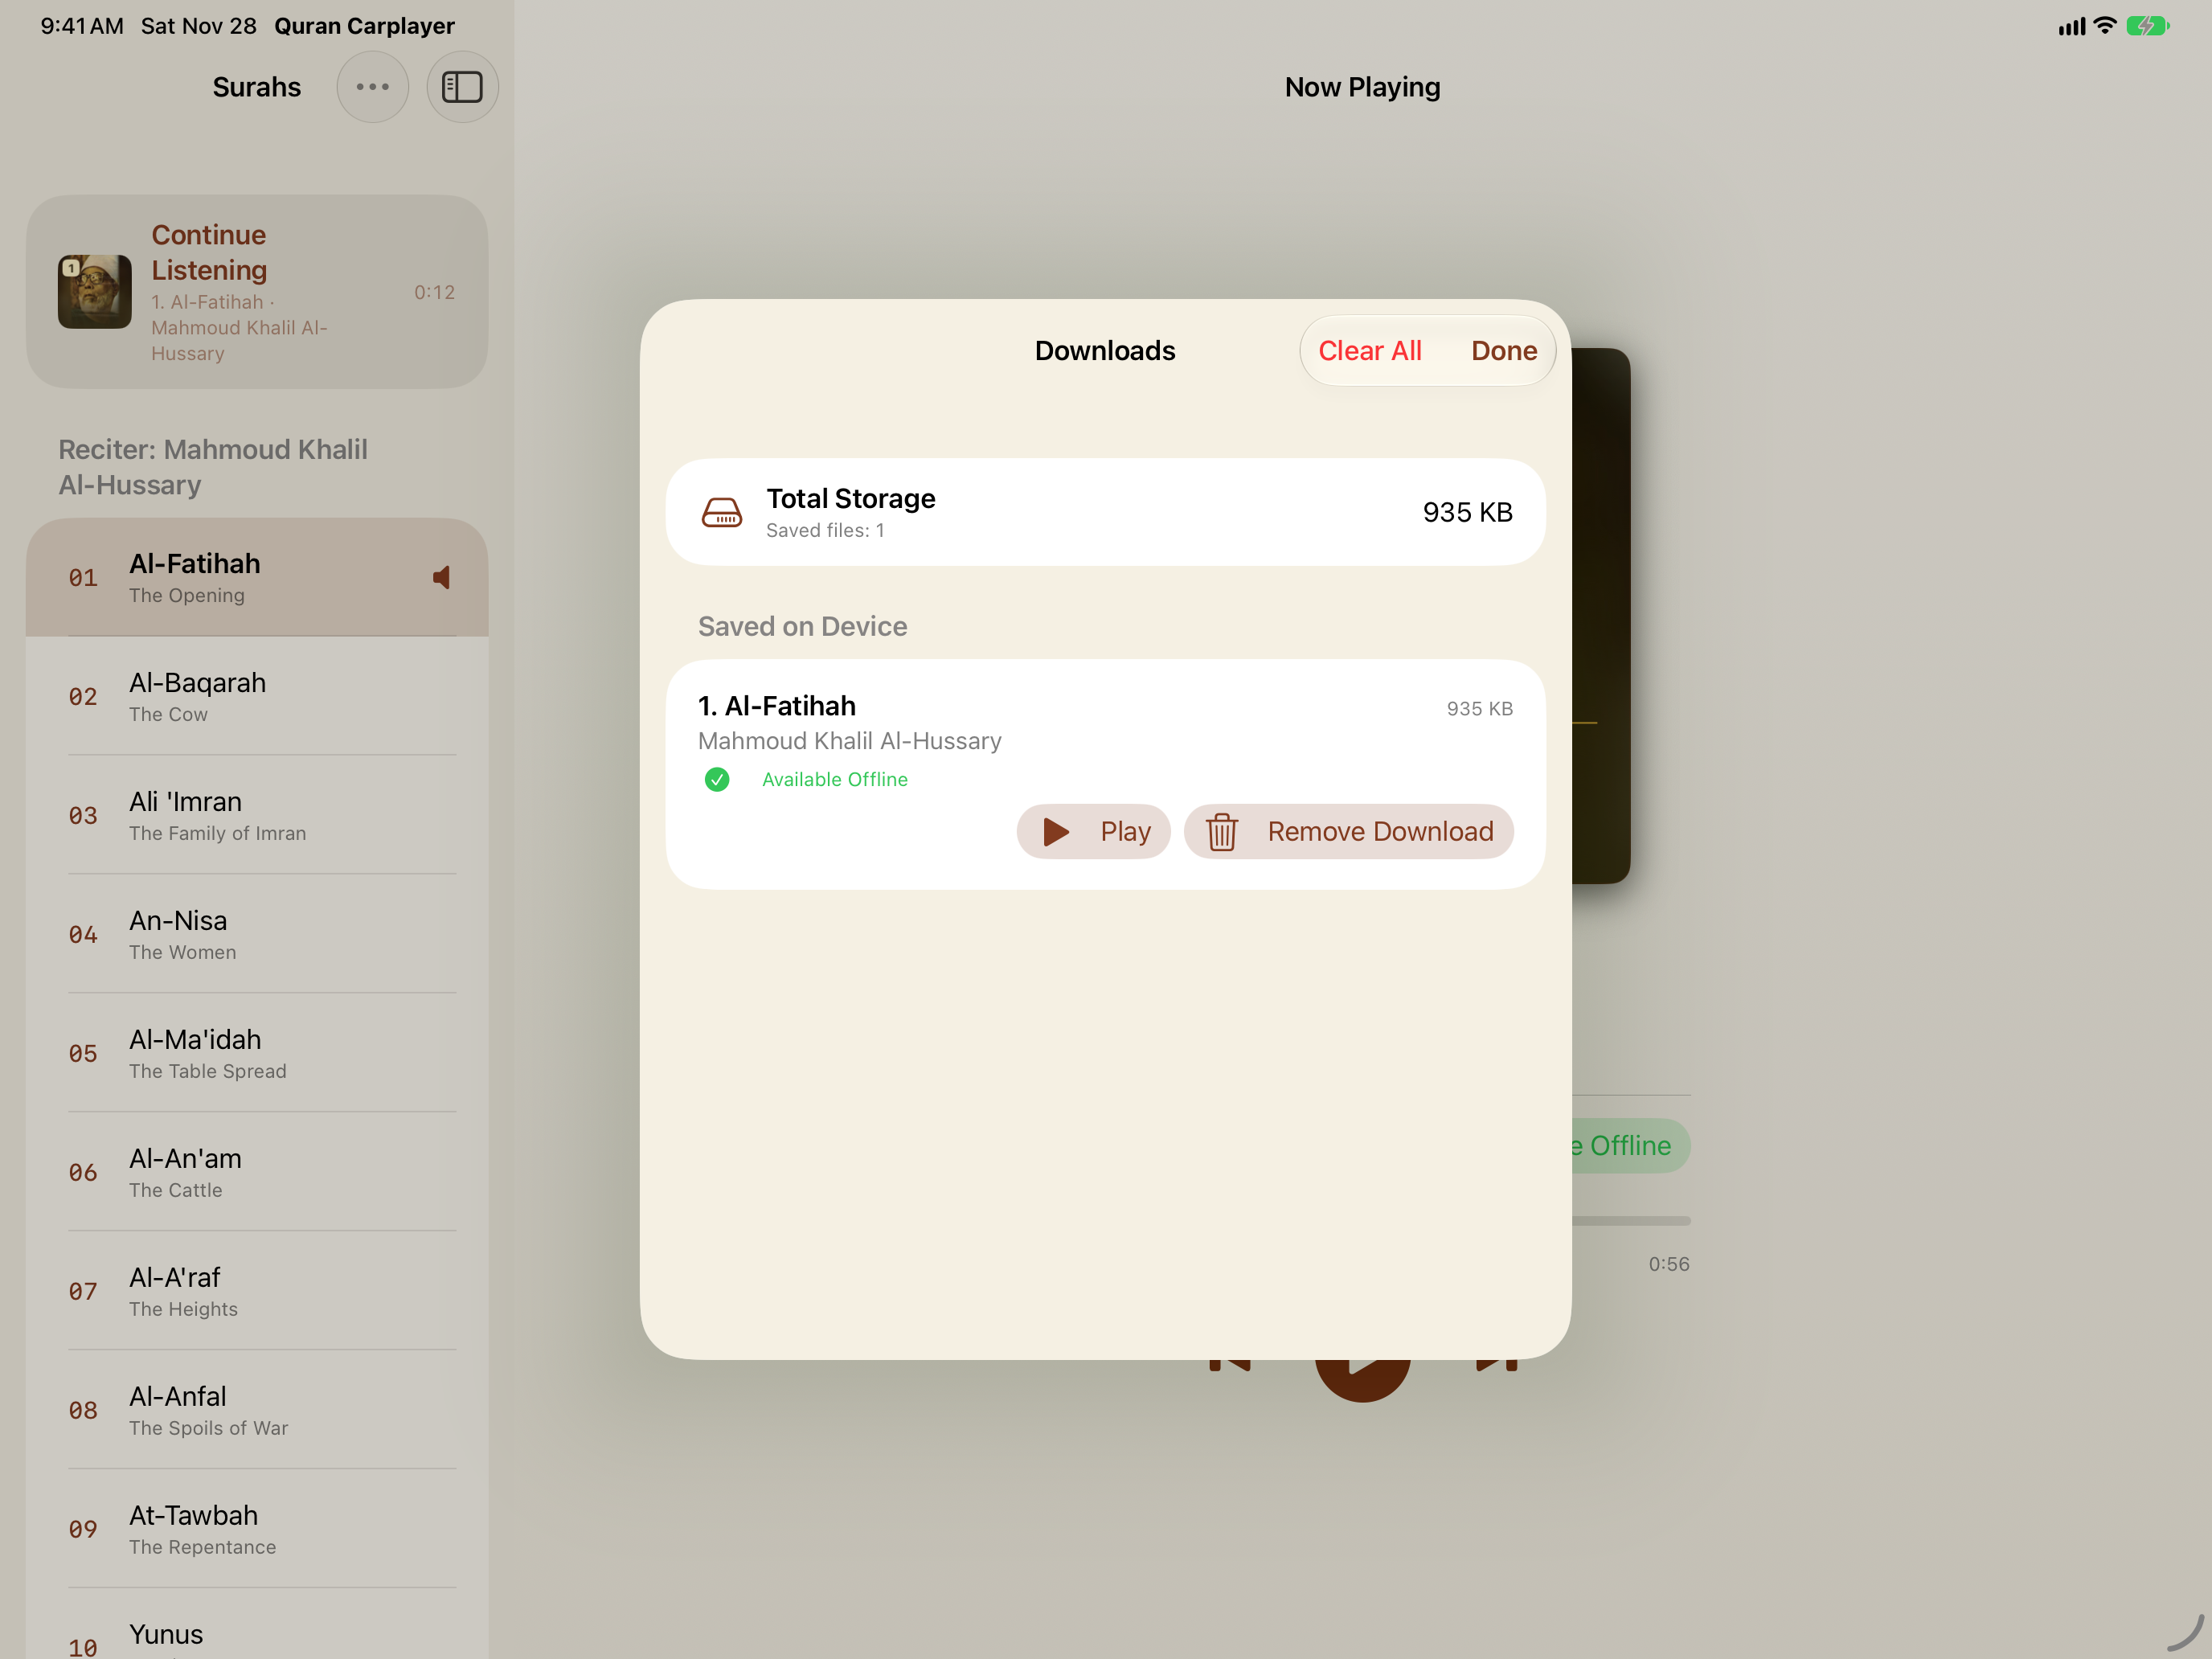 9:41 AM Sat Nov 28 Quran Carplayer
Surahs
Now Playing
1
Continue
Listening
1. Al-Fatihah ·
Mahmoud Khalil Al-
Hussary
0:12
Reciter: Mahmoud Khalil
Al-Hussary
01
Al-Fatihah
The Opening
02
Al-Baqarah
The Cow
03
Ali 'Imran
The Family of Imran
04
An-Nisa
The Women
05
Al-Ma'idah
The Table Spread
06
Al-An'am
The Cattle
07
Al-A'raf
The Heights
08
Al-Anfal
The Spoils of War
09
At-Tawbah
The Repentance
10
Yunus
Downloads
Clear All
Done
Total Storage
Saved files: 1
935 KB
Saved on Device
1. Al-Fatihah
935 KB
Mahmoud Khalil Al-Hussary
Available Offline
Play
Remove Download
e Offline
0:56